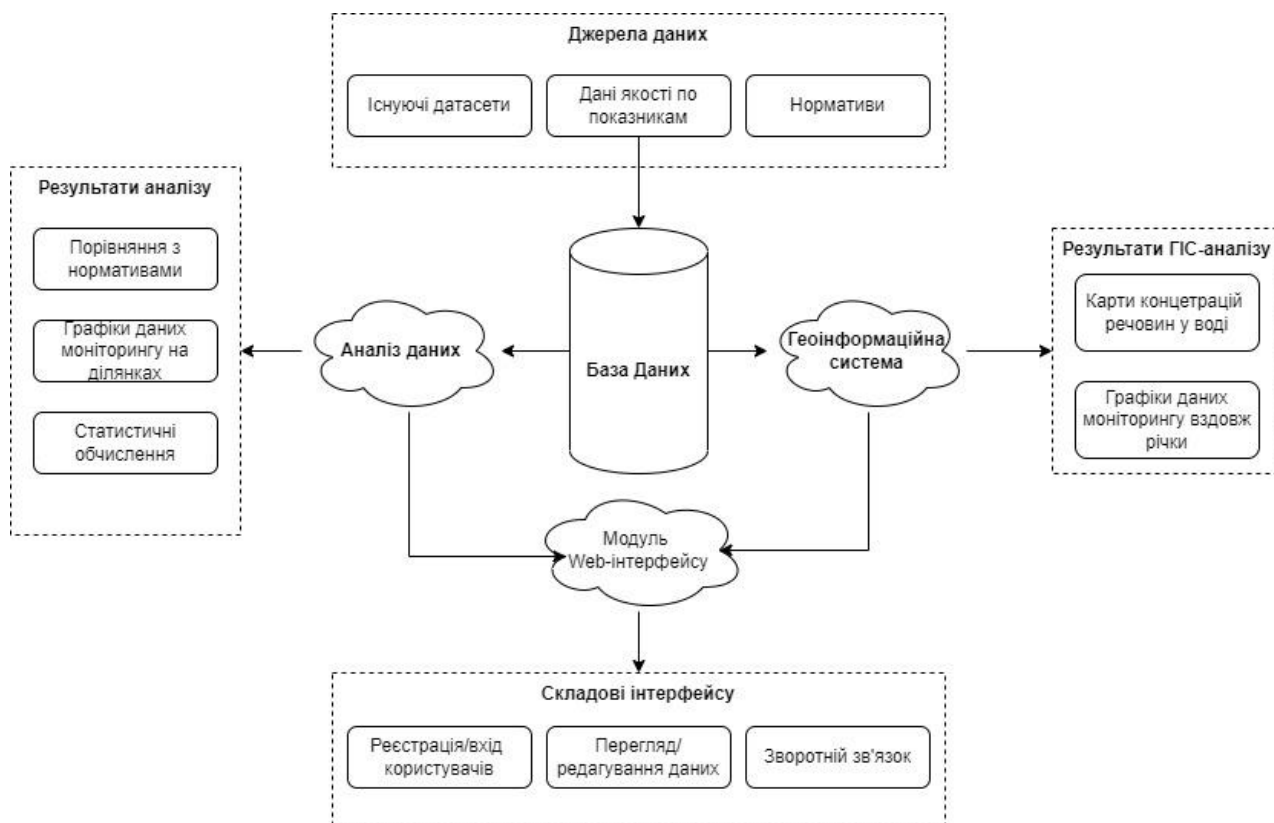 Джерела даних
Існуючі датасети
Дані якості по
показникам
Нормативи
Результати аналізу
Порівняння з
нормативами
Графіки даних
моніторингу на
ділянках
Статистичні
обчислення
Аналіз даних
База Даних
Геоінформаційна
система
Результати ГІС-аналізу
Карти концетрацій
речовин у воді
Графіки даних
моніторингу вздовж
річки
Модуль
Web-інтерфейсу
Складові інтерфейсу
Реєстрація/вхід
користувачів
Перегляд/
редагування даних
Зворотній зв'язок